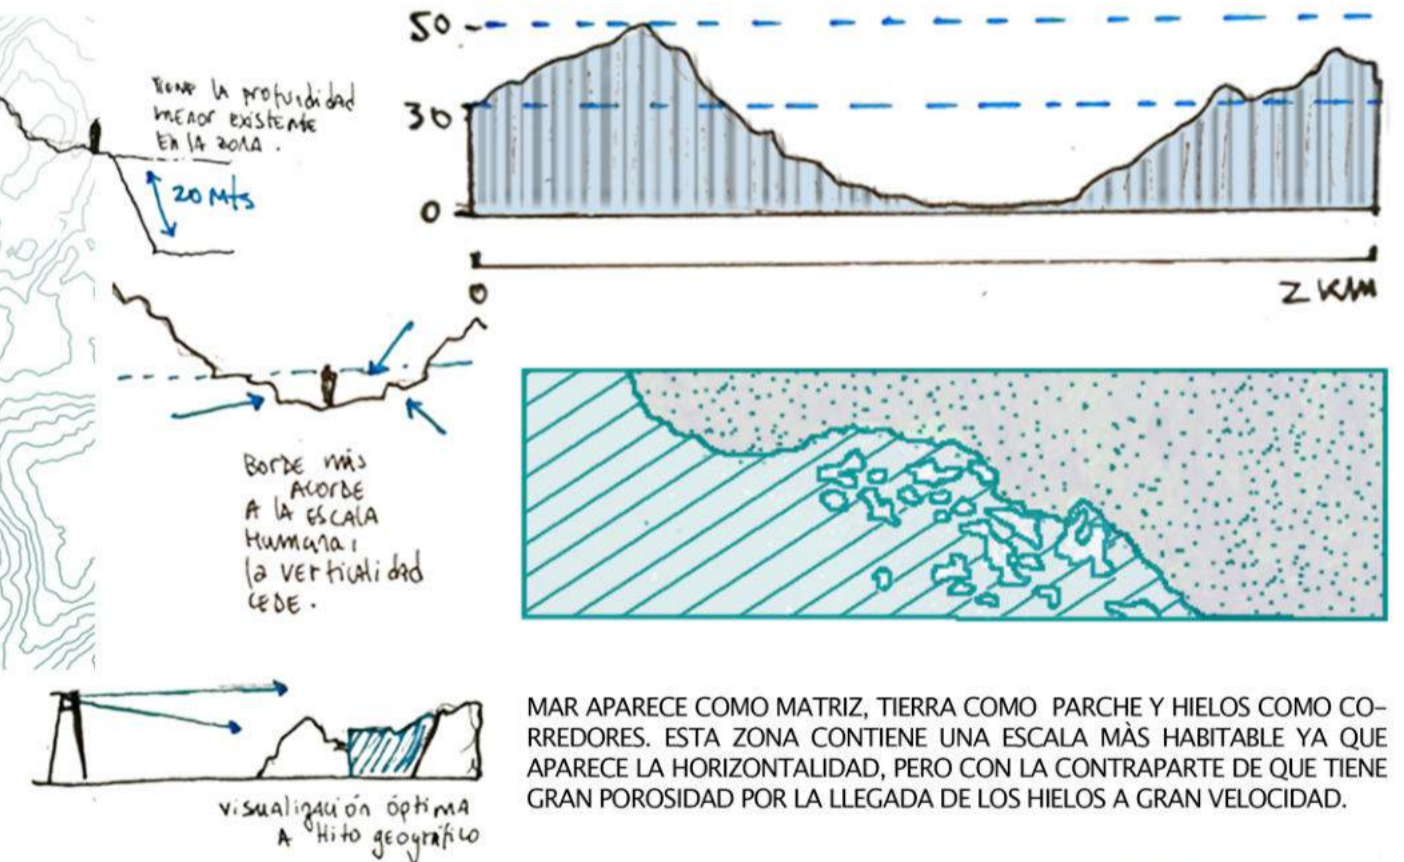 50
30
0
0
2 KM
TIENE LA profundidad
menor existente
EN LA ZONA.
20 Mts
BORDE más
ACORDE
A LA ESCALA
Humana,
la verticalidad
CEDE.
visualización óptima
A Hito geográfico
MAR APARECE COMO MATRIZ, TIERRA COMO PARCHE Y HIELOS COMO CO-
RREDORES. ESTA ZONA CONTIENE UNA ESCALA MÀS HABITABLE YA QUE
APARECE LA HORIZONTALIDAD, PERO CON LA CONTRAPARTE DE QUE TIENE
GRAN POROSIDAD POR LA LLEGADA DE LOS HIELOS A GRAN VELOCIDAD.